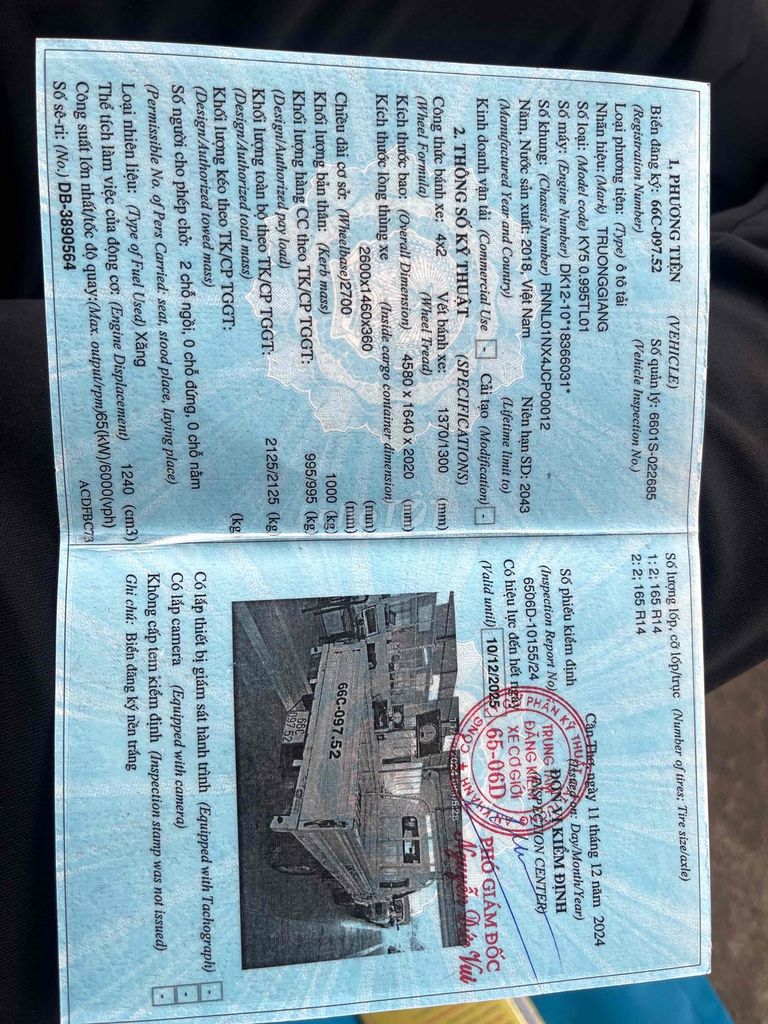 1. PHƯƠNG TIỆN (VEHICLE)
Biển đăng ký: 66C-097.52 Số quản lý: 6601S-022685
(Registration Number) (Vehicle Inspection No.)
Loại phương tiện: (Type) ô tô tải
Nhãn hiệu: (Mark) TRUONGGIANG
Số loại: (Model code) KY5 0.995TL01
Số máy: (Engine Number) DK12-10*18366031*
Số khung: (Chassis Number) RNNL01NX4JCP00012
Năm, Nước sản xuất: 2018, Việt Nam Niên hạn SD: 2043
(Manufactured Year and Country) (Lifetime limit to)
Kinh doanh vận tải (Commercial Use) - Cải tạo (Modification) -
2. THÔNG SỐ KỸ THUẬT (SPECIFICATIONS)
Công thức bánh xe: 4x2 Vết bánh xe: 1370/1300 (mm)
(Wheel Formula) (Wheel Tread)
Kích thước bao: (Overall Dimension) 4580 x 1640 x 2020 (mm)
Kích thước lòng thùng xe (Inside cargo container dimension)
2600x1460x360 (mm)
Chiều dài cơ sở: (Wheelbase)2700 (mm)
Khối lượng bản thân: (Kerb mass) 1000 (kg)
Khối lượng hàng CC theo TK/CP TGGT: 995/995 (kg)
(Design/Authorized pay load)
Khối lượng toàn bộ theo TK/CP TGGT: 2125/2125 (kg)
(Design/Authorized total mass)
Khối lượng kéo theo TK/CP TGGT: (kg)
(Design/Authorized towed mass)
Số người cho phép chở: 2 chỗ ngồi, 0 chỗ đứng, 0 chỗ nằm
(Permissible No. of Pers Carried: seat, stood place, laying place)
Loại nhiên liệu: (Type of Fuel Used) Xăng
Thể tích làm việc của động cơ: (Engine Displacement) 1240 (cm3)
Công suất lớn nhất/tốc độ quay:(Max. output/rpm)65(kW)/6000(vph)
Số sê-ri: (No.) DB-3890564 ACDFBC73
Số lượng lốp, cỡ lốp/trục (Number of tires; Tire size/axle)
1: 2; 165 R14
2: 2; 165 R14
Cần Thơ, ngày 11 tháng 12 năm 2024
(Issued on: Day/Month/Year)
Số phiếu kiểm định ĐƠN VỊ KIỂM ĐỊNH
(Inspection Report No) (INSPECTION CENTER)
6506D-10155/24
Có hiệu lực đến hết ngày
(Valid until) 10/12/2025
TRUNG TÂM
ĐĂNG KIỂM
XE CƠ GIỚI
65-06D
PHÓ GIÁM ĐỐC
Nguyễn
66C-097.52
66C
097.52
Có lắp thiết bị giám sát hành trình (Equipped with Tachograph) -
Có lắp camera (Equipped with camera) -
Không cấp tem kiểm định (Inspection stamp was not issued) -
Ghi chú: Biển đăng ký nền trắng